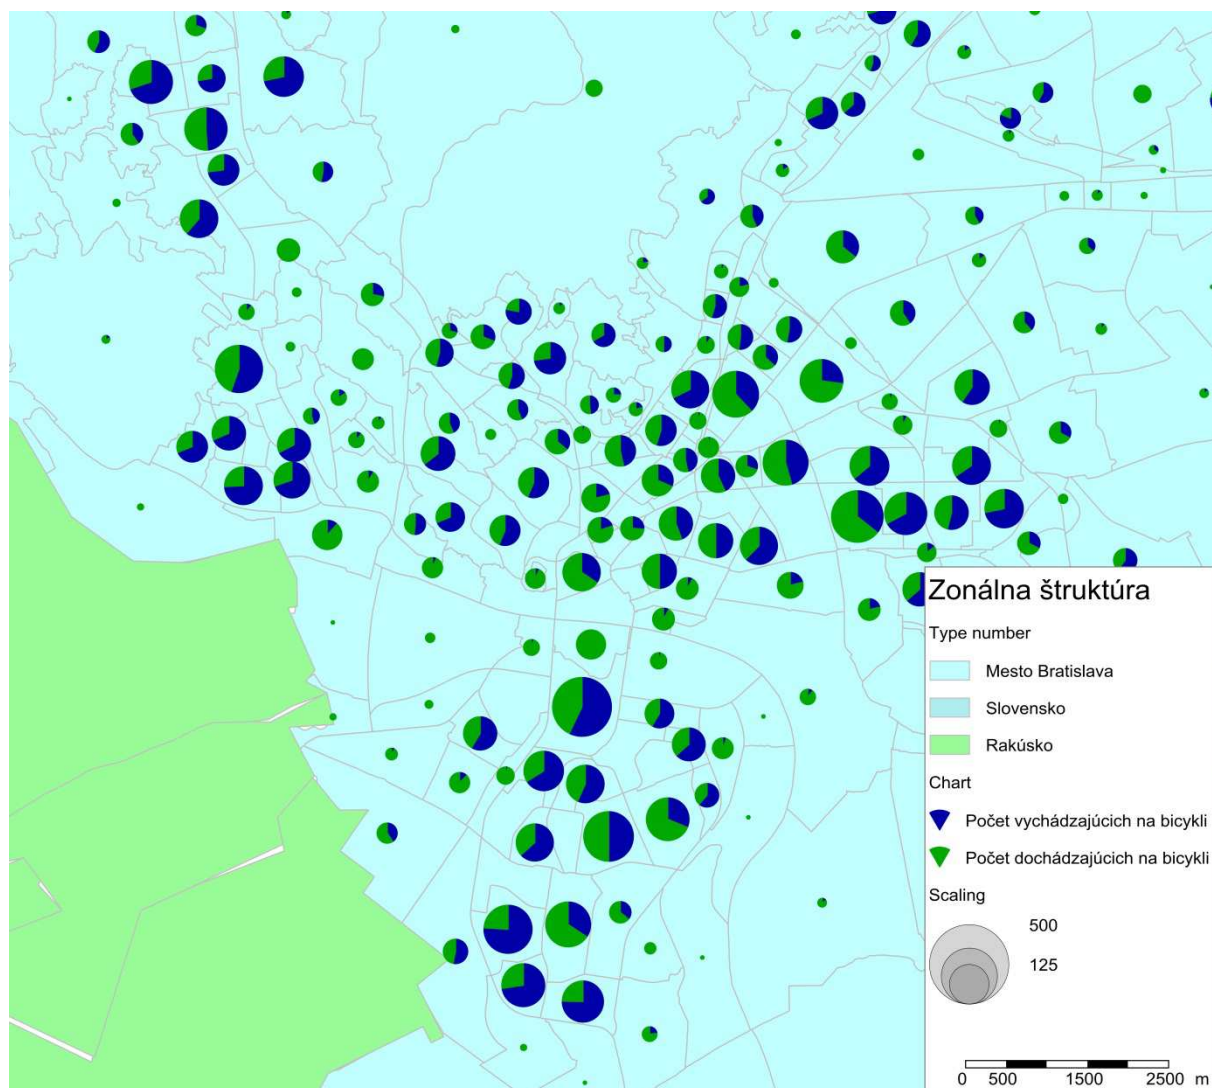 Zonálna štruktúra
Type number
Mesto Bratislava
Slovensko
Rakúsko
Chart
Počet vychádzajúcich na bicykli
Počet dochádzajúcich na bicykli
Scaling
500
125
0 500 1500 2500 m